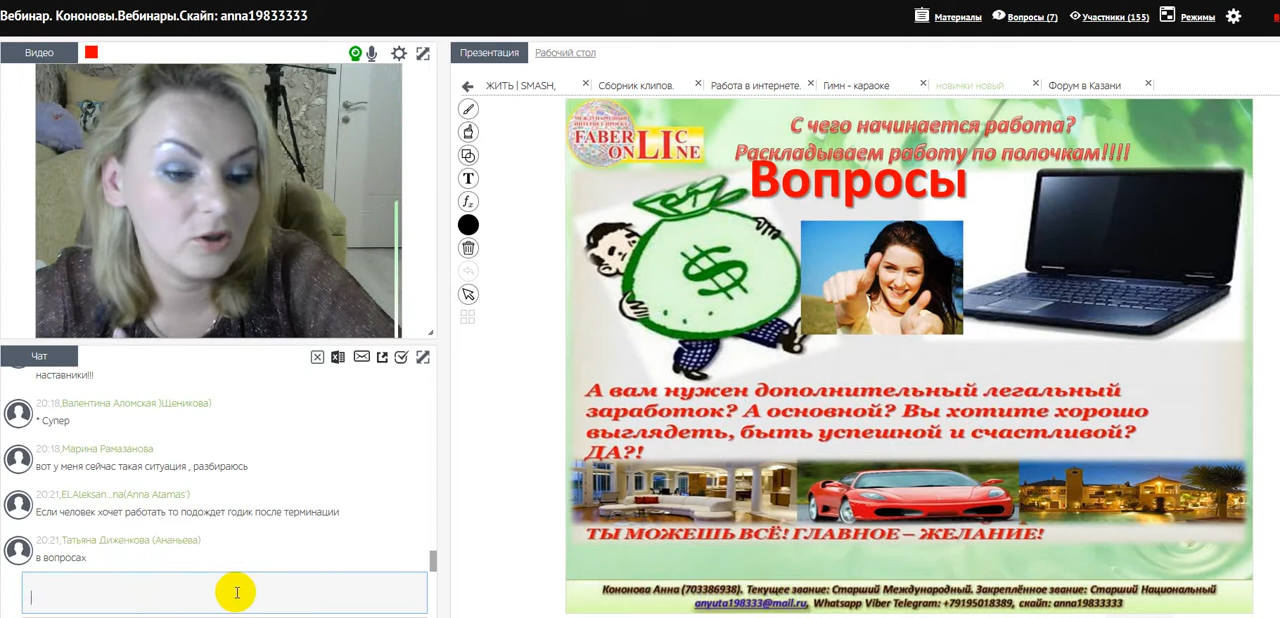 Вебинар. Кононовы.Вебинары.Скайп: anna19833333
Материалы
Вопросы (7)
Участники (155)
Режимы
Видео
Презентация
Рабочий стол
ЖИТЬ | SMASH,
Сборник клипов.
Работа в интернете.
Гимн - караоке
новички новый
Форум в Казани
МЕЖДУНАРОДНЫЙ
ИНТЕРНЕТ-ПРОЕКТ
FABERLIC
ONLINE
С чего начинается работа?
Раскладываем работу по полочкам!!!!
Вопросы
А вам нужен дополнительный легальный
заработок? А основной? Вы хотите хорошо
выглядеть, быть успешной и счастливой?
ДА?!
ТЫ МОЖЕШЬ ВСЁ! ГЛАВНОЕ – ЖЕЛАНИЕ!
Кононова Анна (703386938). Текущее звание: Старший Международный. Закреплённое звание: Старший Национальный
anyuta198333@mail.ru, Whatsapp Viber Telegram: +79195018389, скайп: anna19833333
Чат
наставники!!!
20:18,Валентина Аломская )Щеникова)
* Супер
20:18,Марина Рамазанова
вот у меня сейчас такая ситуация , разбираюсь
20:21,ELAleksan...na(Anna Atamas')
Если человек хочет работать то подождет годик после терминации
20:21,Татьяна Диженкова (Ананьева)
в вопросах